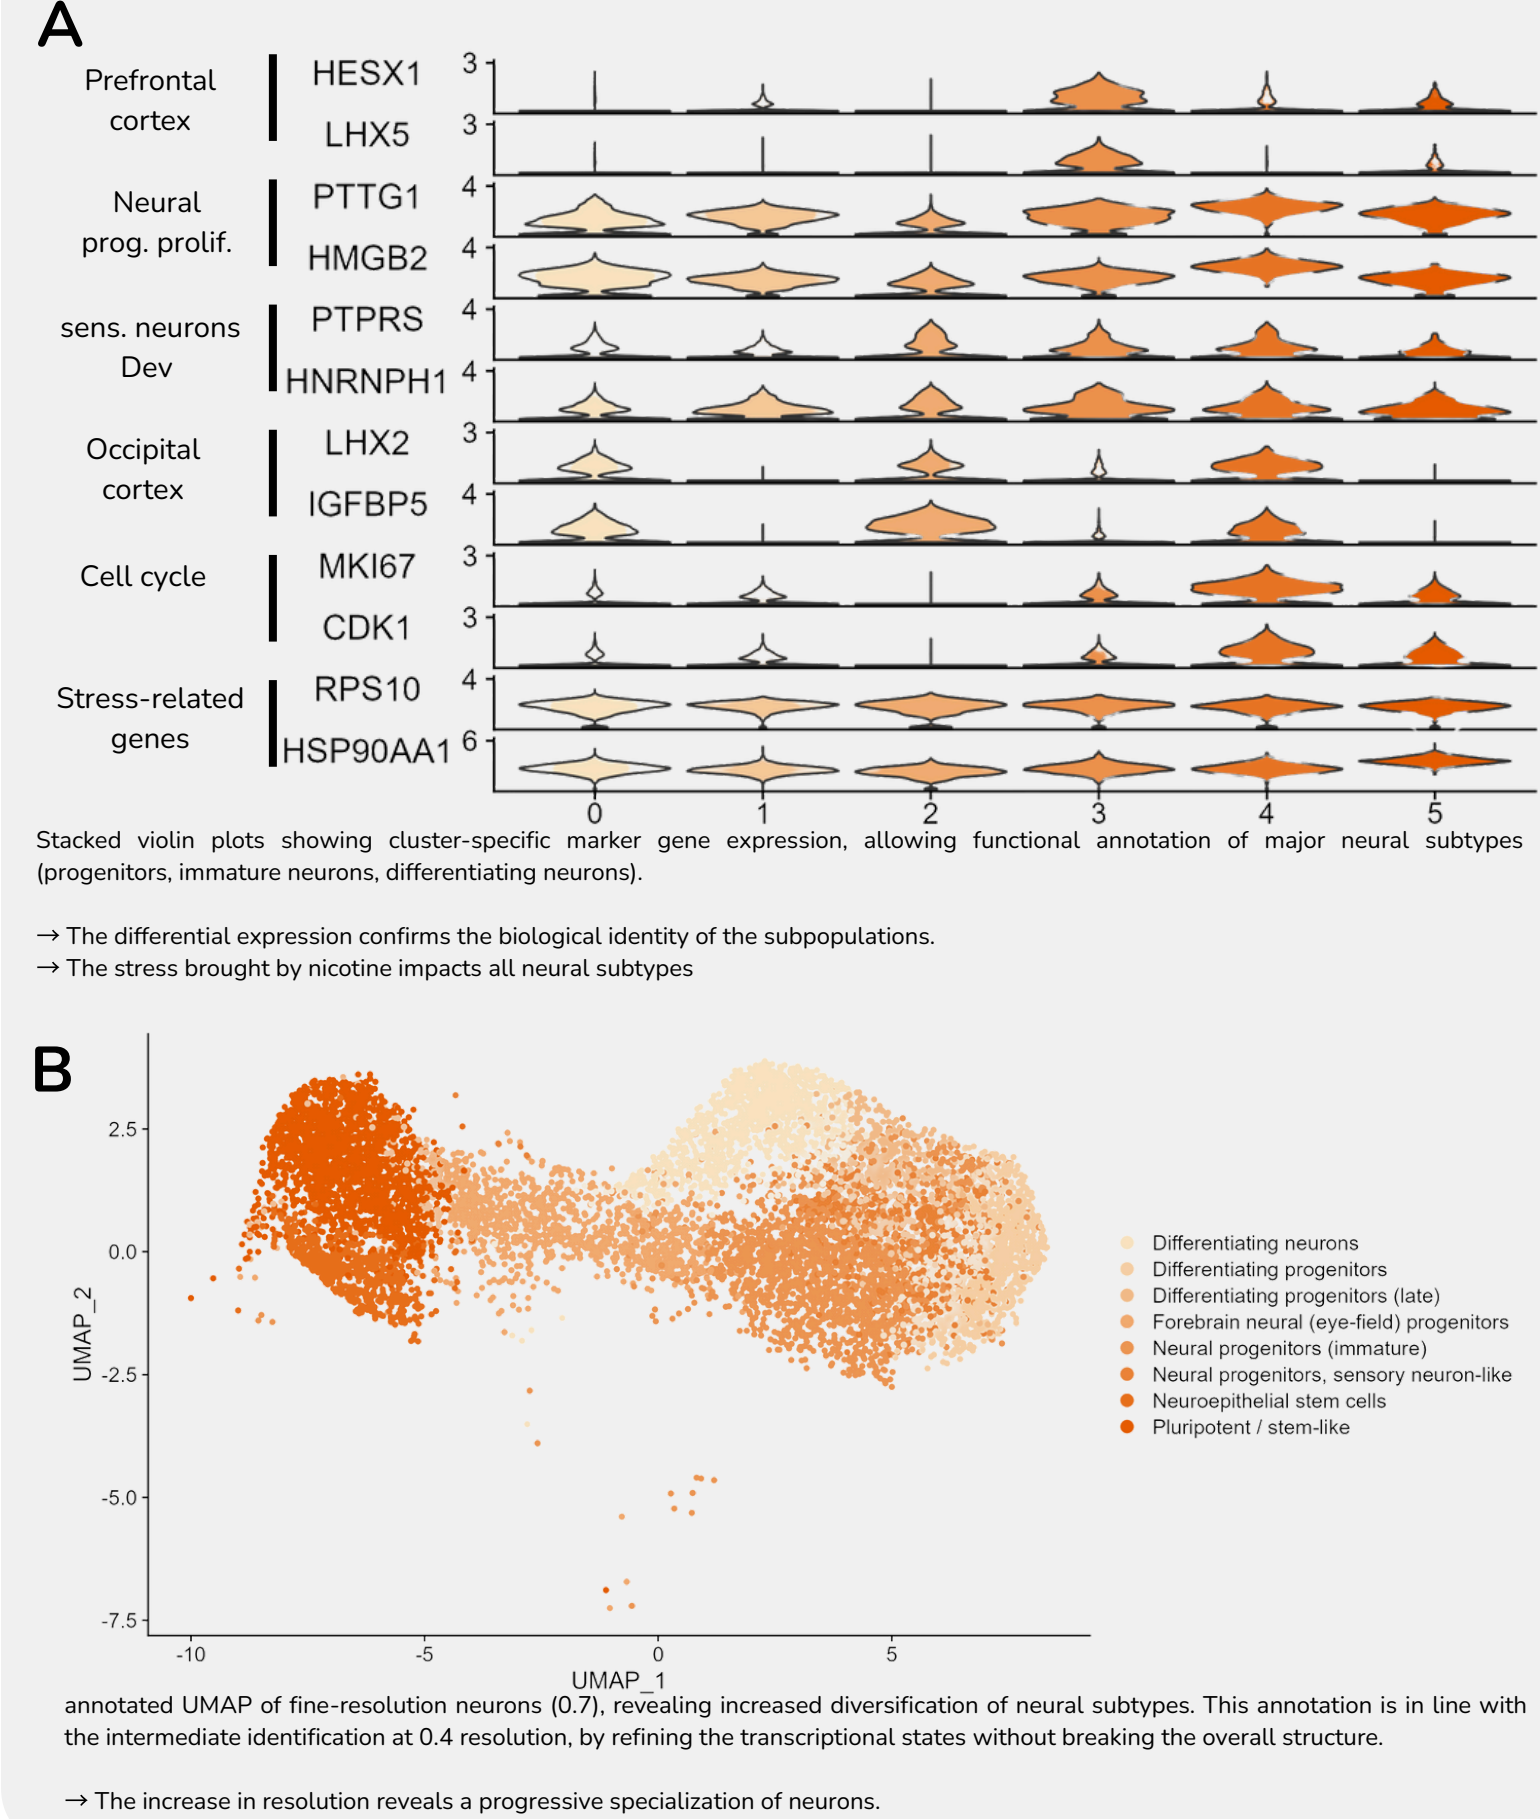 A
Prefrontal
cortex
HESX1
3
LHX5
3
Neural
prog. prolif.
PTTG1
4
HMGB2
4
sens. neurons
Dev
PTPRS
4
HNRNPH1
4
Occipital
cortex
LHX2
3
IGFBP5
4
Cell cycle
MKI67
3
CDK1
3
Stress-related
genes
RPS10
4
HSP90AA1
6
0 1 2 3 4 5
Stacked violin plots showing cluster-specific marker gene expression, allowing functional annotation of major neural subtypes
(progenitors, immature neurons, differentiating neurons).
→ The differential expression confirms the biological identity of the subpopulations.
→ The stress brought by nicotine impacts all neural subtypes
B
UMAP_2
2.5
0.0
-2.5
-5.0
-7.5
-10 -5 0 5
UMAP_1
Differentiating neurons
Differentiating progenitors
Differentiating progenitors (late)
Forebrain neural (eye-field) progenitors
Neural progenitors (immature)
Neural progenitors, sensory neuron-like
Neuroepithelial stem cells
Pluripotent / stem-like
annotated UMAP of fine-resolution neurons (0.7), revealing increased diversification of neural subtypes. This annotation is in line with
the intermediate identification at 0.4 resolution, by refining the transcriptional states without breaking the overall structure.
→ The increase in resolution reveals a progressive specialization of neurons.